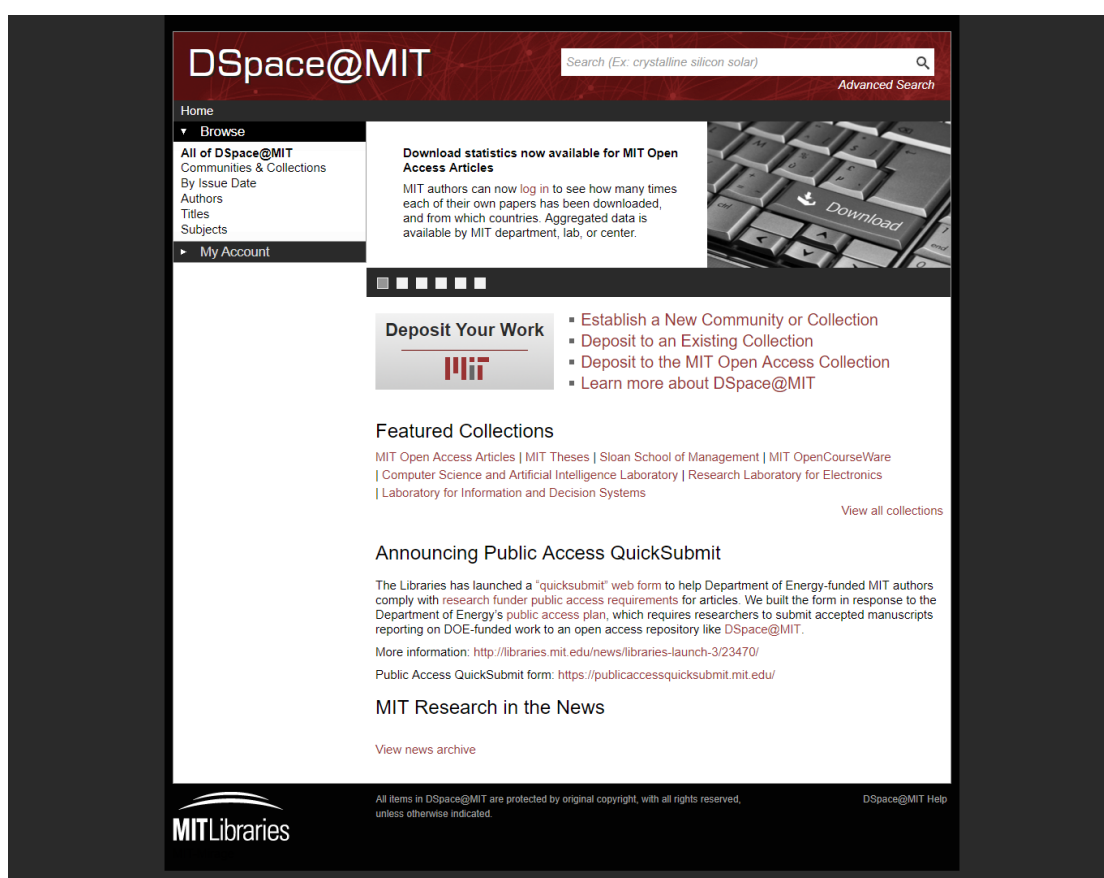 DSpace@MIT
Search (Ex: crystalline silicon solar)
Advanced Search
Home
▾ Browse
All of DSpace@MIT
Communities & Collections
By Issue Date
Authors
Titles
Subjects
▸ My Account
Download statistics now available for MIT Open
Access Articles
MIT authors can now log in to see how many times
each of their own papers has been downloaded,
and from which countries. Aggregated data is
available by MIT department, lab, or center.
Download
Deposit Your Work
MIT
▪ Establish a New Community or Collection
▪ Deposit to an Existing Collection
▪ Deposit to the MIT Open Access Collection
▪ Learn more about DSpace@MIT
Featured Collections
MIT Open Access Articles | MIT Theses | Sloan School of Management | MIT OpenCourseWare
| Computer Science and Artificial Intelligence Laboratory | Research Laboratory for Electronics
| Laboratory for Information and Decision Systems
View all collections
Announcing Public Access QuickSubmit
The Libraries has launched a “quicksubmit” web form to help Department of Energy-funded MIT authors
comply with research funder public access requirements for articles. We built the form in response to the
Department of Energy’s public access plan, which requires researchers to submit accepted manuscripts
reporting on DOE-funded work to an open access repository like DSpace@MIT.
More information: http://libraries.mit.edu/news/libraries-launch-3/23470/
Public Access QuickSubmit form: https://publicaccessquicksubmit.mit.edu/
MIT Research in the News
View news archive
MITLibraries
All items in DSpace@MIT are protected by original copyright, with all rights reserved,
unless otherwise indicated.
DSpace@MIT Help